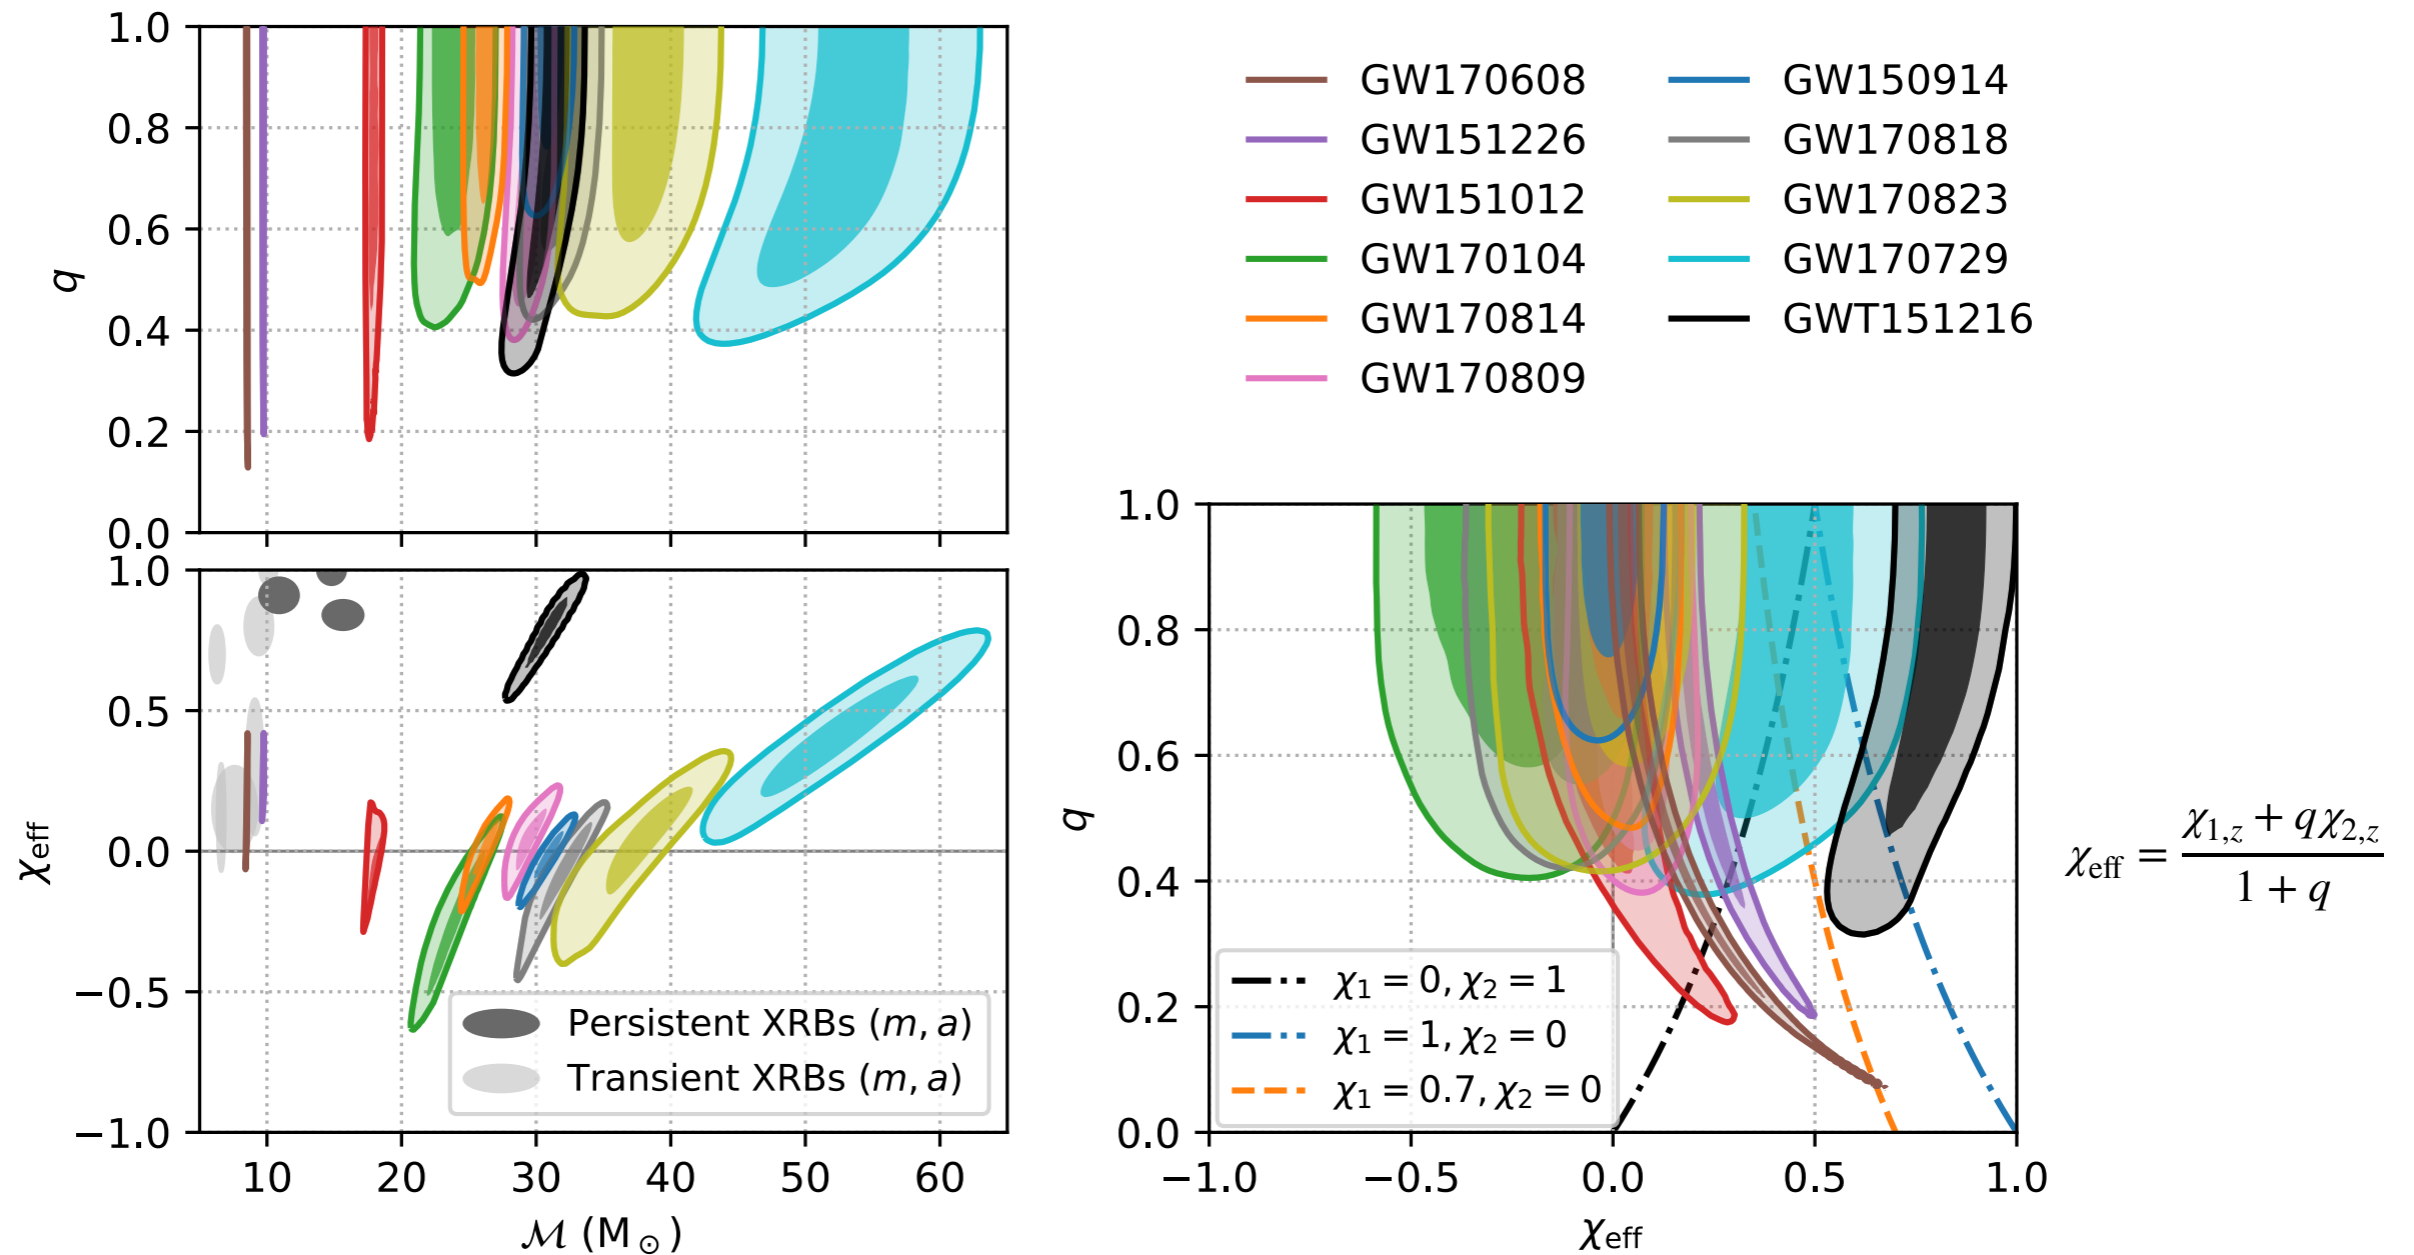 1.0
0.8
0.6
0.4
0.2
0.0
q
GW170608
GW151226
GW151012
GW170104
GW170814
GW170809
GW150914
GW170818
GW170823
GW170729
GWT151216
1.0
0.5
0.0
−0.5
−1.0
χeff
Persistent XRBs (m, a)
Transient XRBs (m, a)
10 20 30 40 50 60
ℳ (M⊙)
1.0
0.8
0.6
0.4
0.2
0.0
q
χ1 = 0, χ2 = 1
χ1 = 1, χ2 = 0
χ1 = 0.7, χ2 = 0
−1.0 −0.5 0.0 0.5 1.0
χeff
χeff = (χ1,z + qχ2,z) / (1 + q)